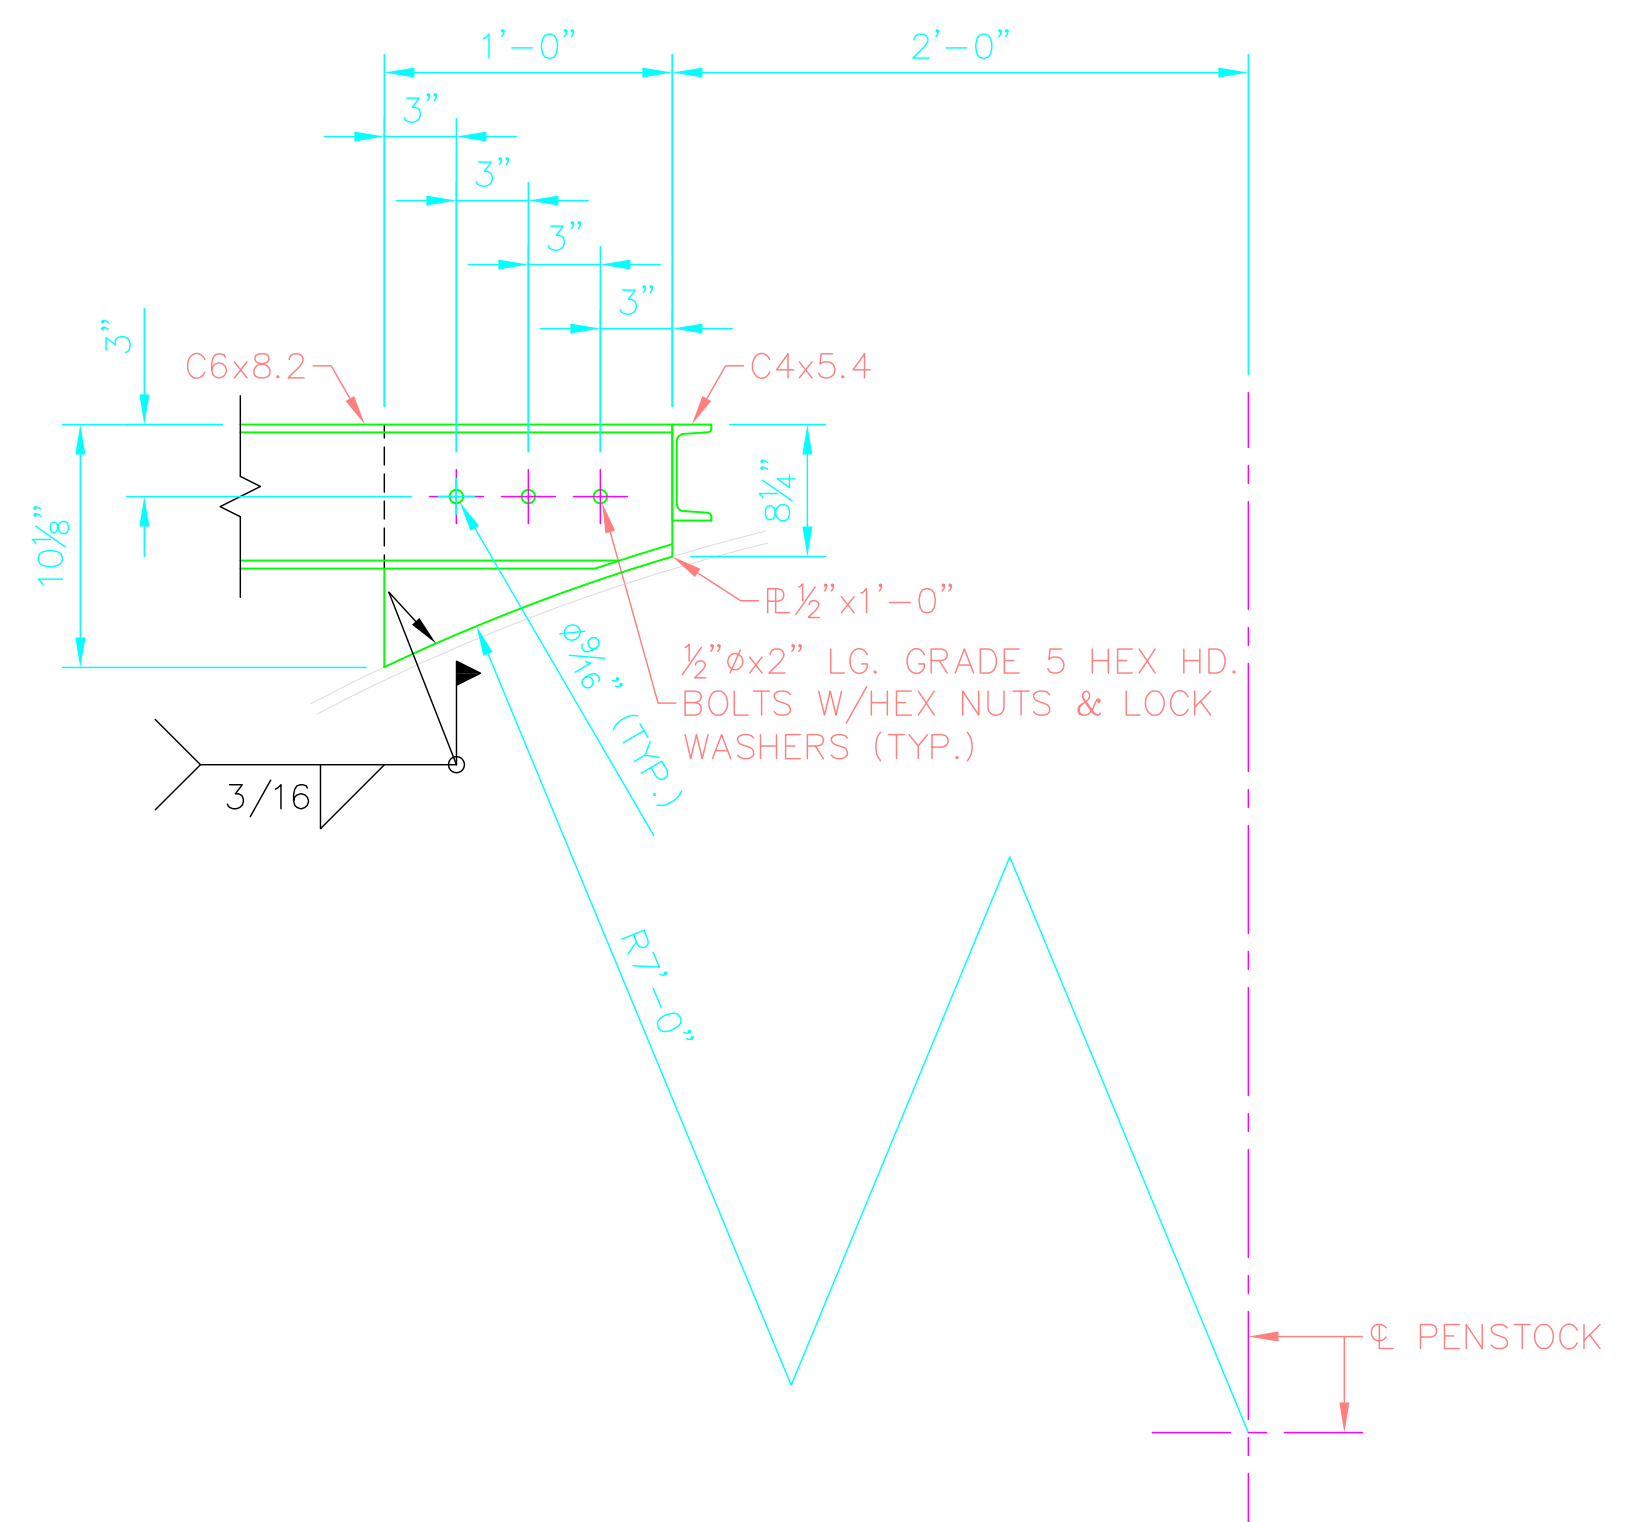 1'-0"
2'-0"
3"
3"
3"
3"
3"
C6x8.2
C4x5.4
10⅛"
8¼"
℄ PENSTOCK
⅊ ½"x1'-0"
½"øx2" LG. GRADE 5 HEX HD.
BOLTS W/HEX NUTS & LOCK
WASHERS (TYP.)
ø9/16" (TYP.)
3/16
R7'-0"